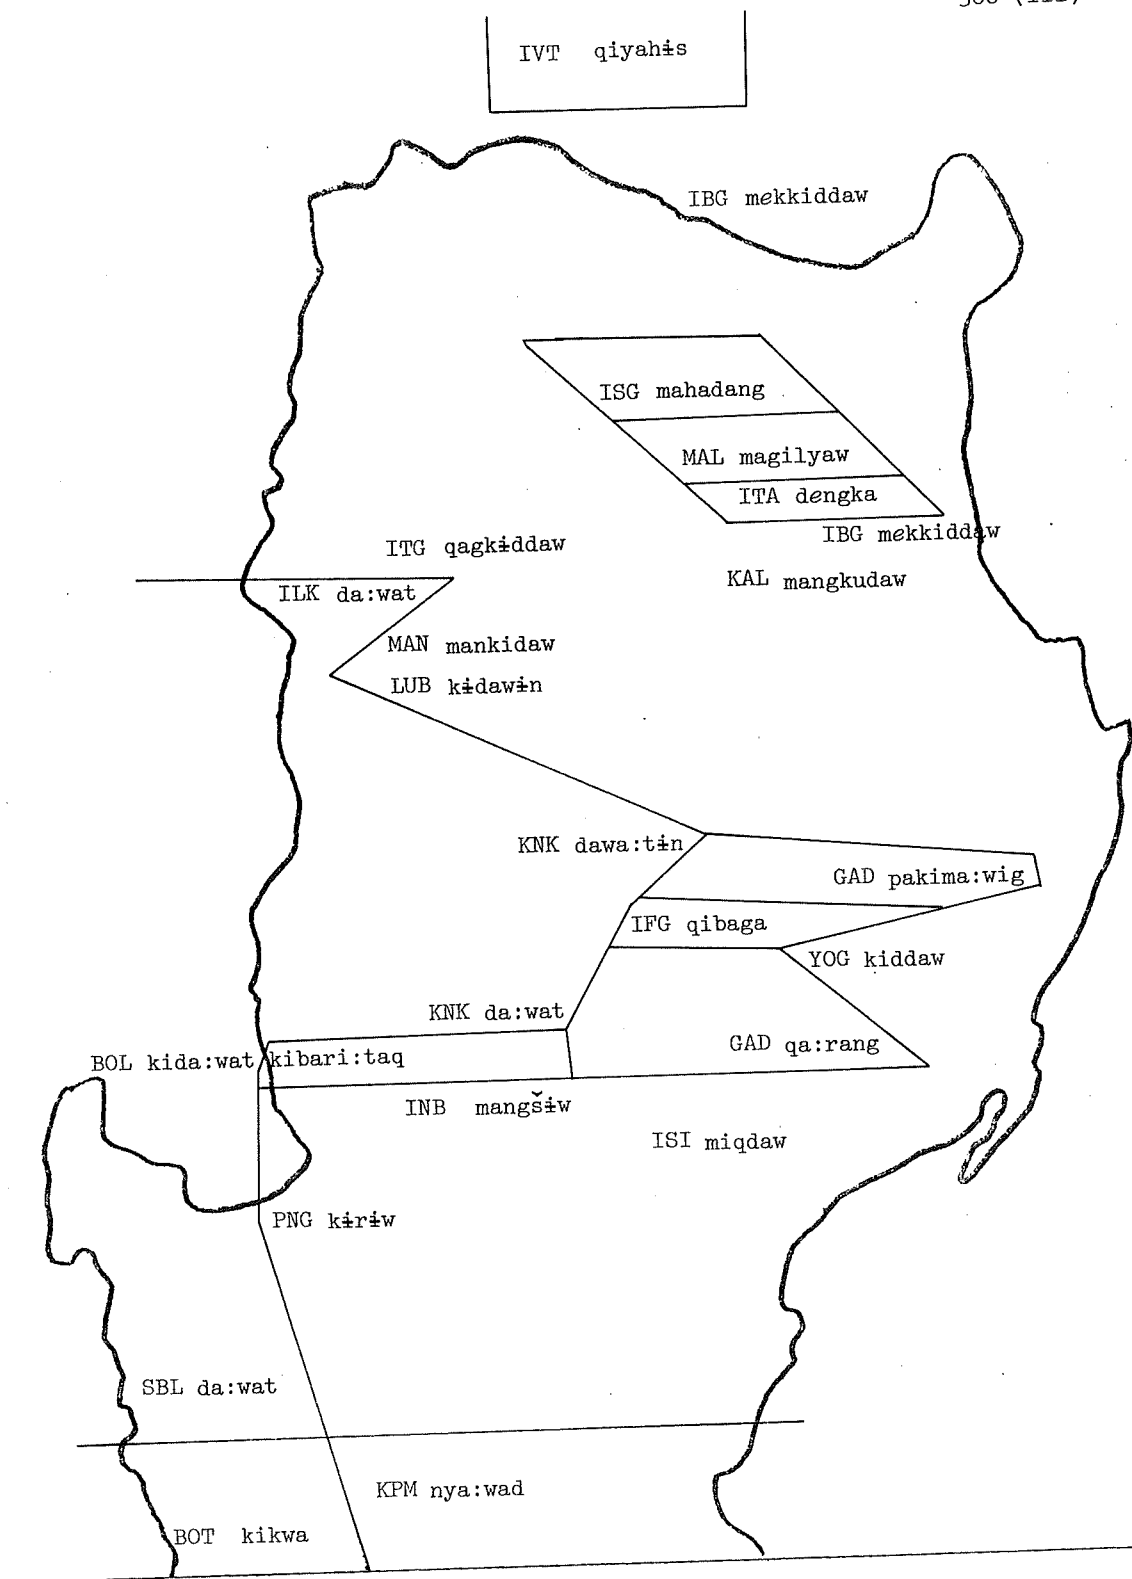 IVT qiyahɨs
IBG mekkiddaw
ISG mahadang
MAL magilyaw
ITA dengka
IBG mekkiddaw
ITG qagkɨddaw
KAL mangkudaw
ILK da:wat
MAN mankidaw
LUB kɨdawɨn
KNK dawa:tɨn
GAD pakima:wig
IFG qibaga
YOG kiddaw
KNK da:wat
GAD qa:rang
BOL kida:wat kibari:taq
INB mangšɨw
ISI miqdaw
PNG kɨrɨw
SBL da:wat
KPM nya:wad
BOT kikwa